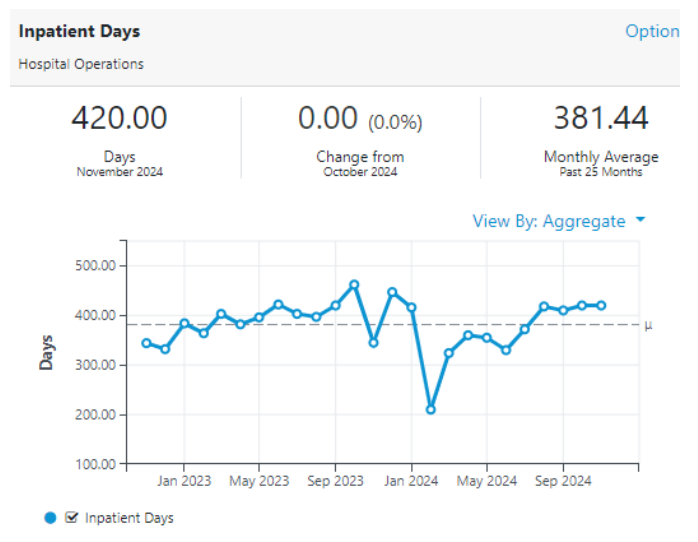 Inpatient Days
Option
Hospital Operations
420.00
Days
November 2024
0.00 (0.0%)
Change from
October 2024
381.44
Monthly Average
Past 25 Months
View By: Aggregate
Days
500.00
400.00
300.00
200.00
100.00
μ
Jan 2023 May 2023 Sep 2023 Jan 2024 May 2024 Sep 2024
Inpatient Days